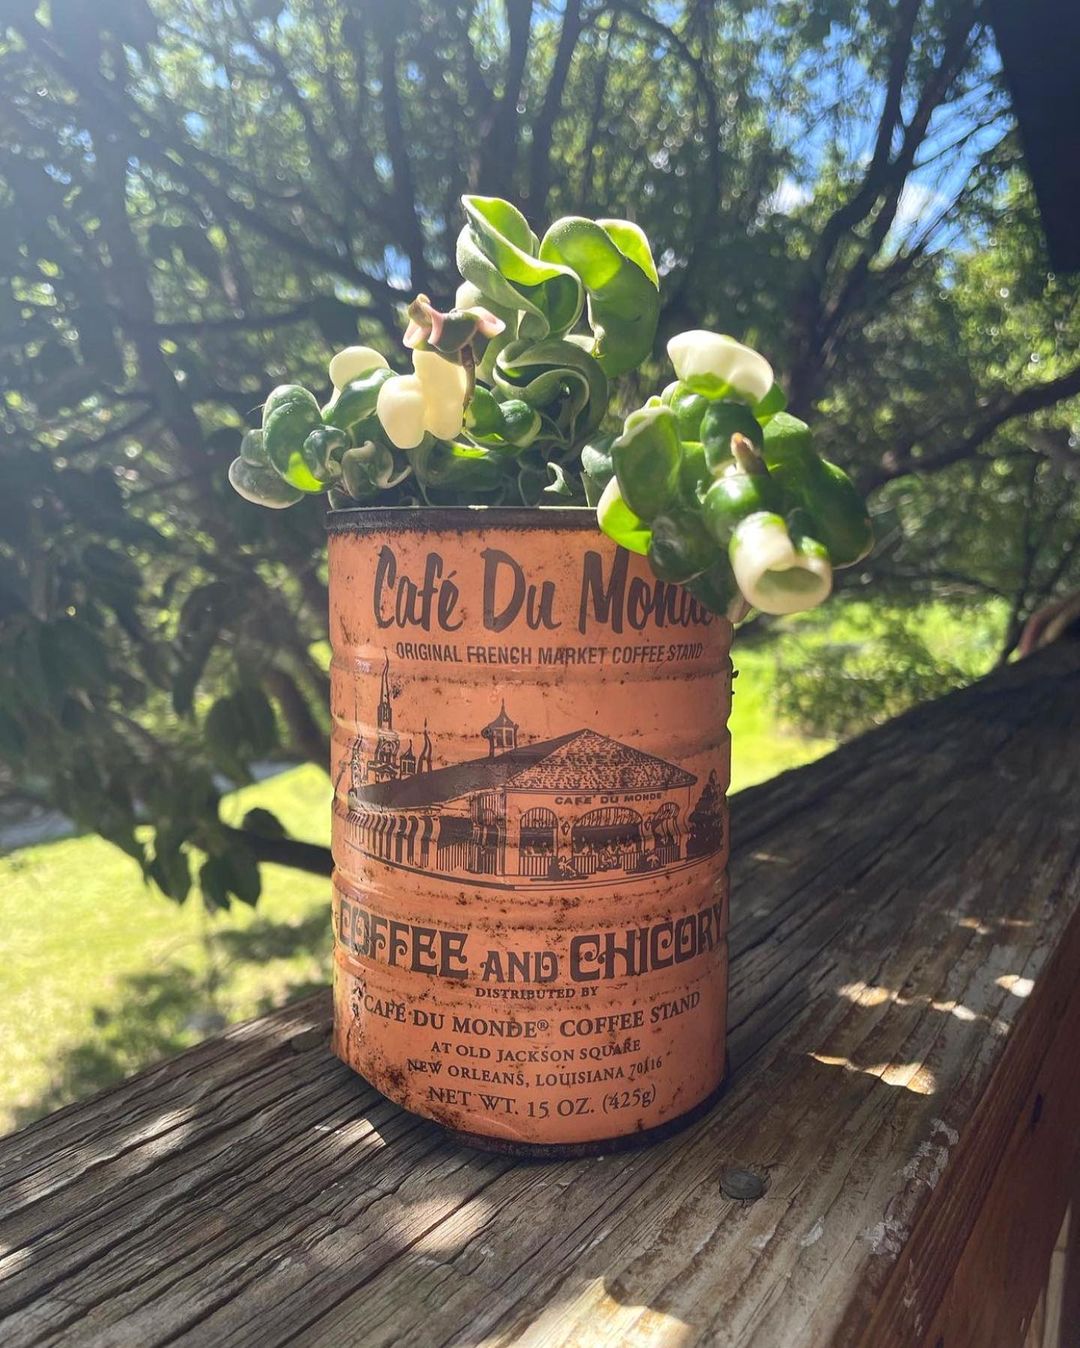 Café Du Monde
ORIGINAL FRENCH MARKET COFFEE STAND
CAFE DU MONDE
COFFEE AND CHICORY
DISTRIBUTED BY
CAFÉ DU MONDE® COFFEE STAND
AT OLD JACKSON SQUARE
NEW ORLEANS, LOUISIANA 70116
NET WT. 15 OZ. (425g)